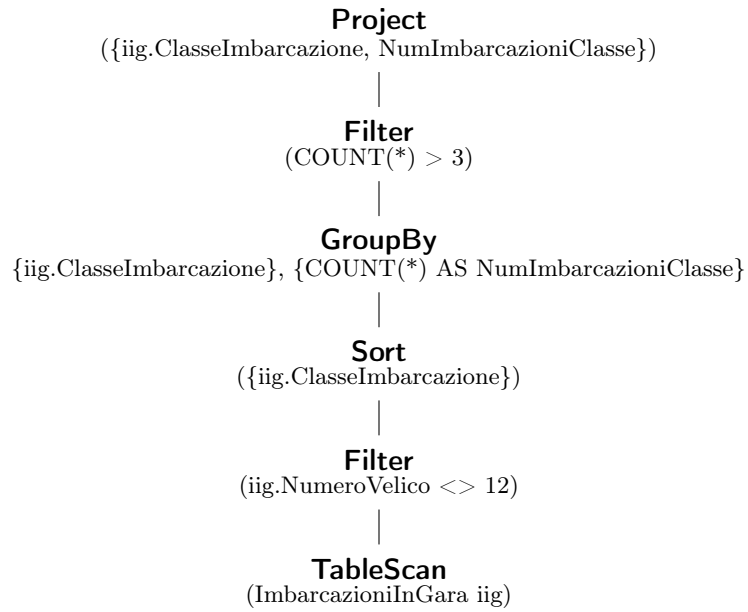 Project
({iig.ClasseImbarcazione, NumImbarcazioniClasse})
Filter
(COUNT(*) > 3)
GroupBy
{iig.ClasseImbarcazione}, {COUNT(*) AS NumImbarcazioniClasse}
Sort
({iig.ClasseImbarcazione})
Filter
(iig.NumeroVelico <> 12)
TableScan
(ImbarcazioniInGara iig)